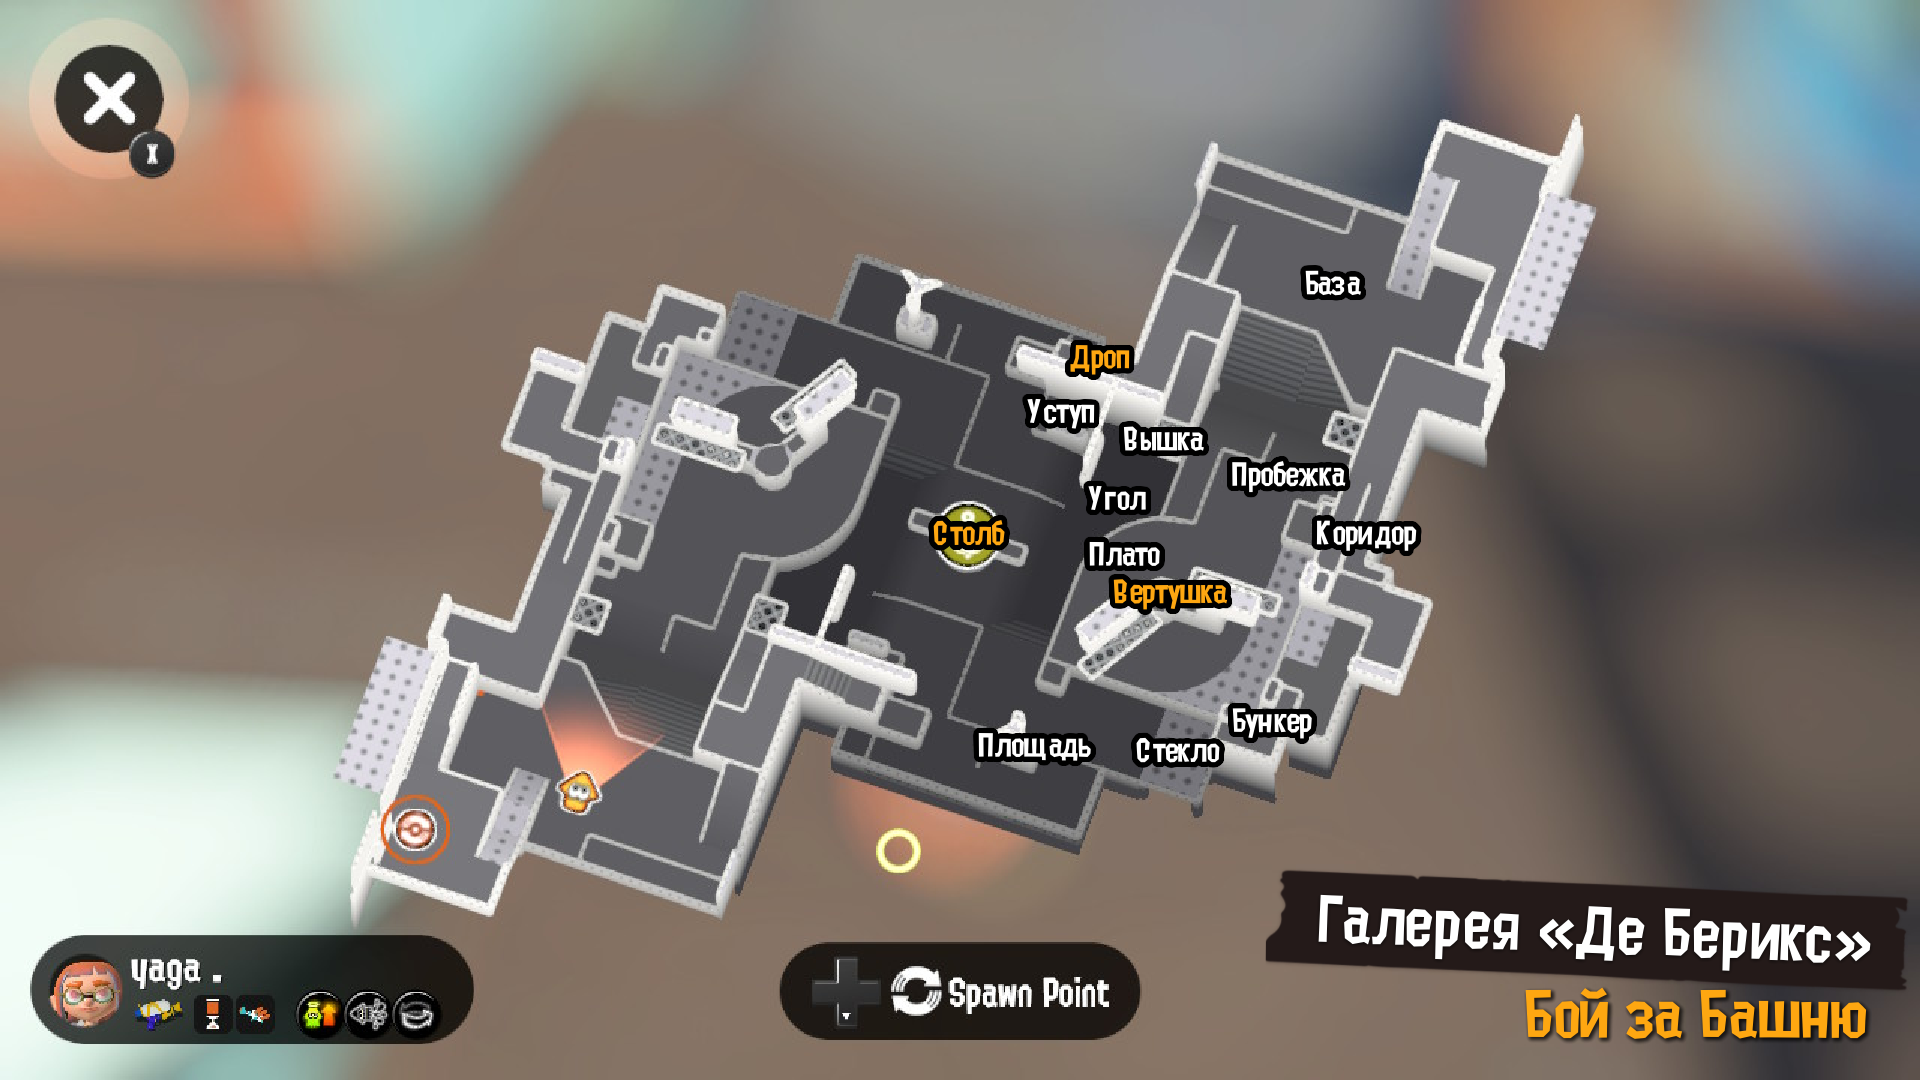 X
База
Дроп
Уступ
Вышка
Пробежка
Угол
Столб
Коридор
Плато
Вертушка
Бункер
Площадь
Стекло
Галерея «Де Берикс»
Бой за Башню
yaga .
Spawn Point